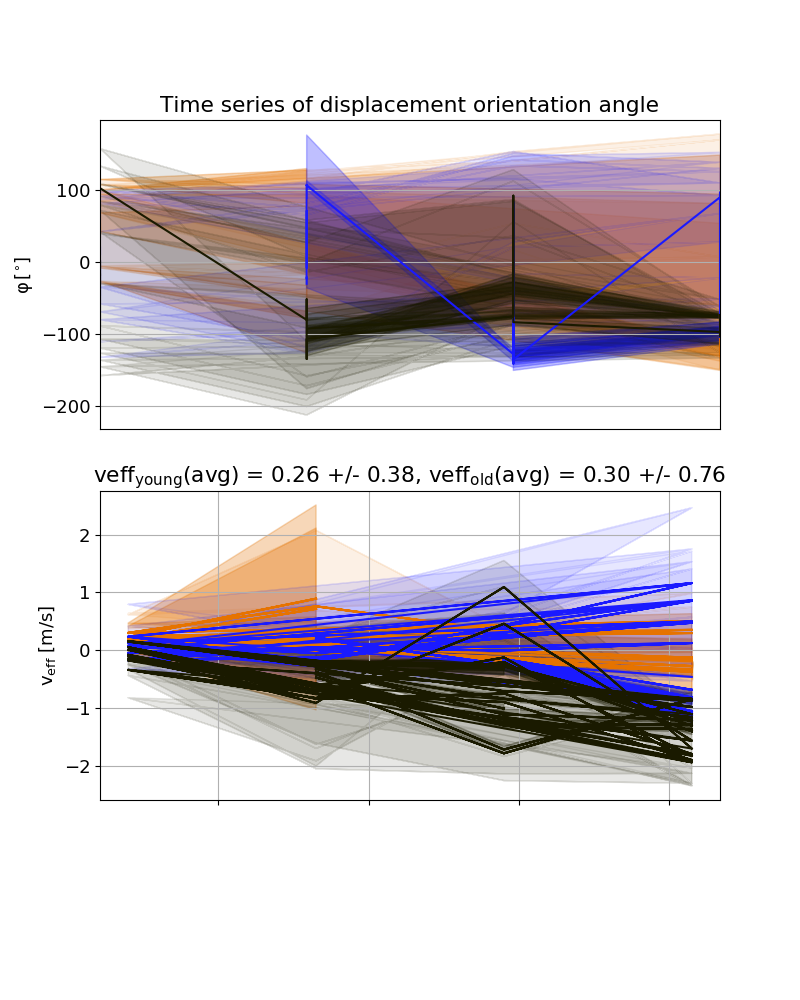 Time series of displacement orientation angle
100
0
−100
−200
φ [°]
veff_young(avg) = 0.26 +/- 0.38, veff_old(avg) = 0.30 +/- 0.76
2
1
0
−1
−2
v_eff [m/s]